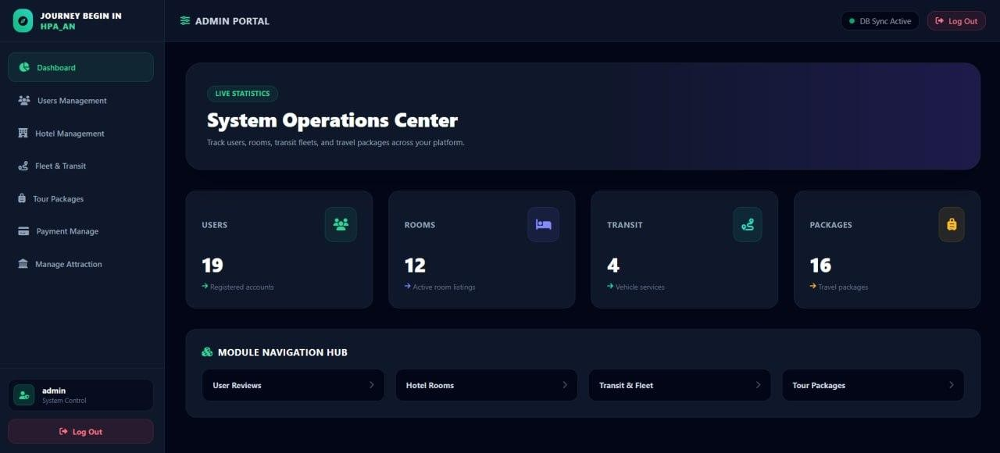 JOURNEY BEGIN IN
HPA_AN
ADMIN PORTAL
DB Sync Active
Log Out
Dashboard
Users Management
Hotel Management
Fleet & Transit
Tour Packages
Payment Manage
Manage Attraction
admin
System Control
Log Out
LIVE STATISTICS
System Operations Center
Track users, rooms, transit fleets, and travel packages across your platform.
USERS
19
Registered accounts
ROOMS
12
Active room listings
TRANSIT
4
Vehicle services
PACKAGES
16
Travel packages
MODULE NAVIGATION HUB
User Reviews
Hotel Rooms
Transit & Fleet
Tour Packages